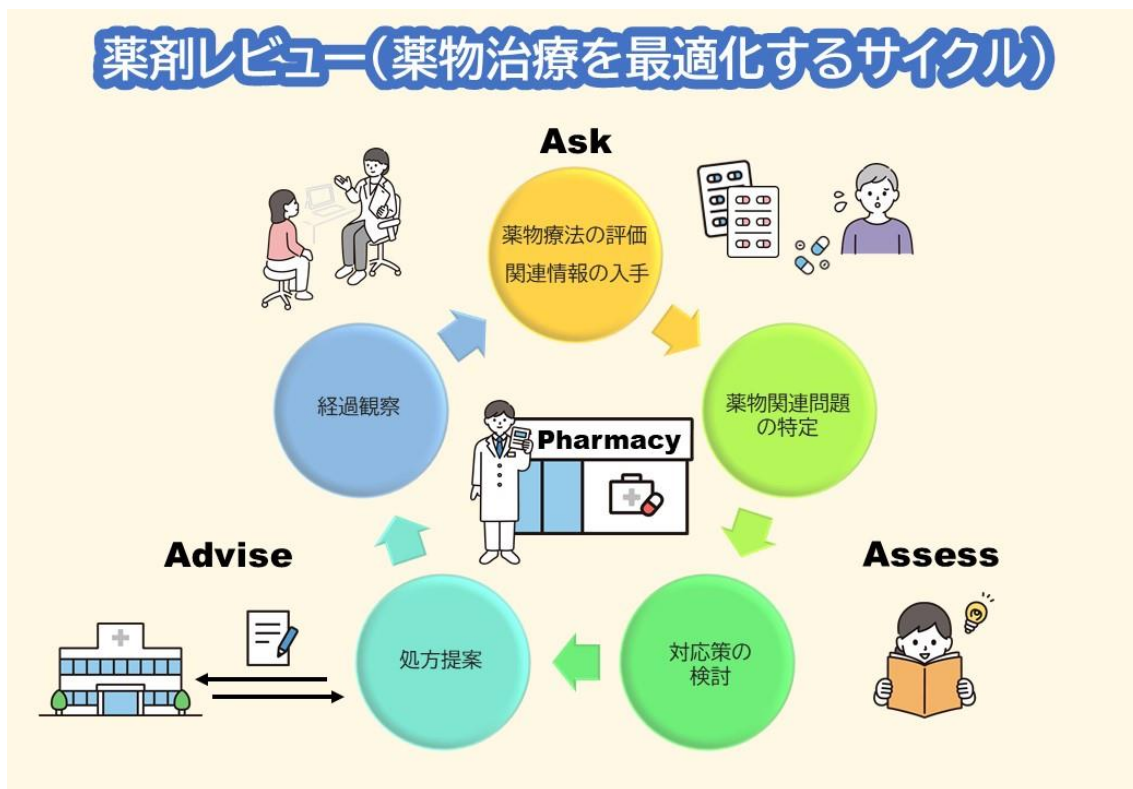 薬剤レビュー(薬物治療を最適化するサイクル)
Ask
薬物療法の評価
関連情報の入手
薬物関連問題
の特定
Assess
対応策の
検討
処方提案
Advise
経過観察
Pharmacy